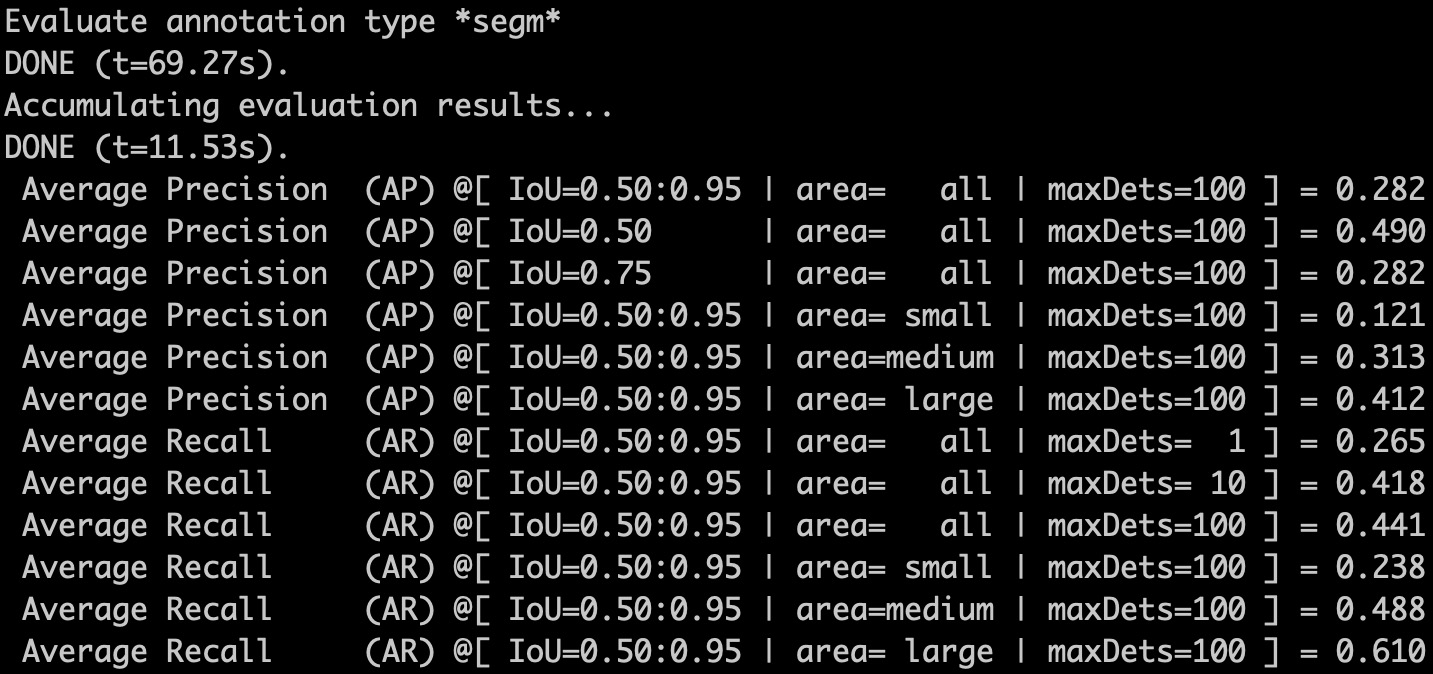 Evaluate annotation type *segm*
DONE (t=69.27s).
Accumulating evaluation results...
DONE (t=11.53s).
 Average Precision  (AP) @[ IoU=0.50:0.95 | area=   all | maxDets=100 ] = 0.282
 Average Precision  (AP) @[ IoU=0.50      | area=   all | maxDets=100 ] = 0.490
 Average Precision  (AP) @[ IoU=0.75      | area=   all | maxDets=100 ] = 0.282
 Average Precision  (AP) @[ IoU=0.50:0.95 | area= small | maxDets=100 ] = 0.121
 Average Precision  (AP) @[ IoU=0.50:0.95 | area=medium | maxDets=100 ] = 0.313
 Average Precision  (AP) @[ IoU=0.50:0.95 | area= large | maxDets=100 ] = 0.412
 Average Recall     (AR) @[ IoU=0.50:0.95 | area=   all | maxDets=  1 ] = 0.265
 Average Recall     (AR) @[ IoU=0.50:0.95 | area=   all | maxDets= 10 ] = 0.418
 Average Recall     (AR) @[ IoU=0.50:0.95 | area=   all | maxDets=100 ] = 0.441
 Average Recall     (AR) @[ IoU=0.50:0.95 | area= small | maxDets=100 ] = 0.238
 Average Recall     (AR) @[ IoU=0.50:0.95 | area=medium | maxDets=100 ] = 0.488
 Average Recall     (AR) @[ IoU=0.50:0.95 | area= large | maxDets=100 ] = 0.610